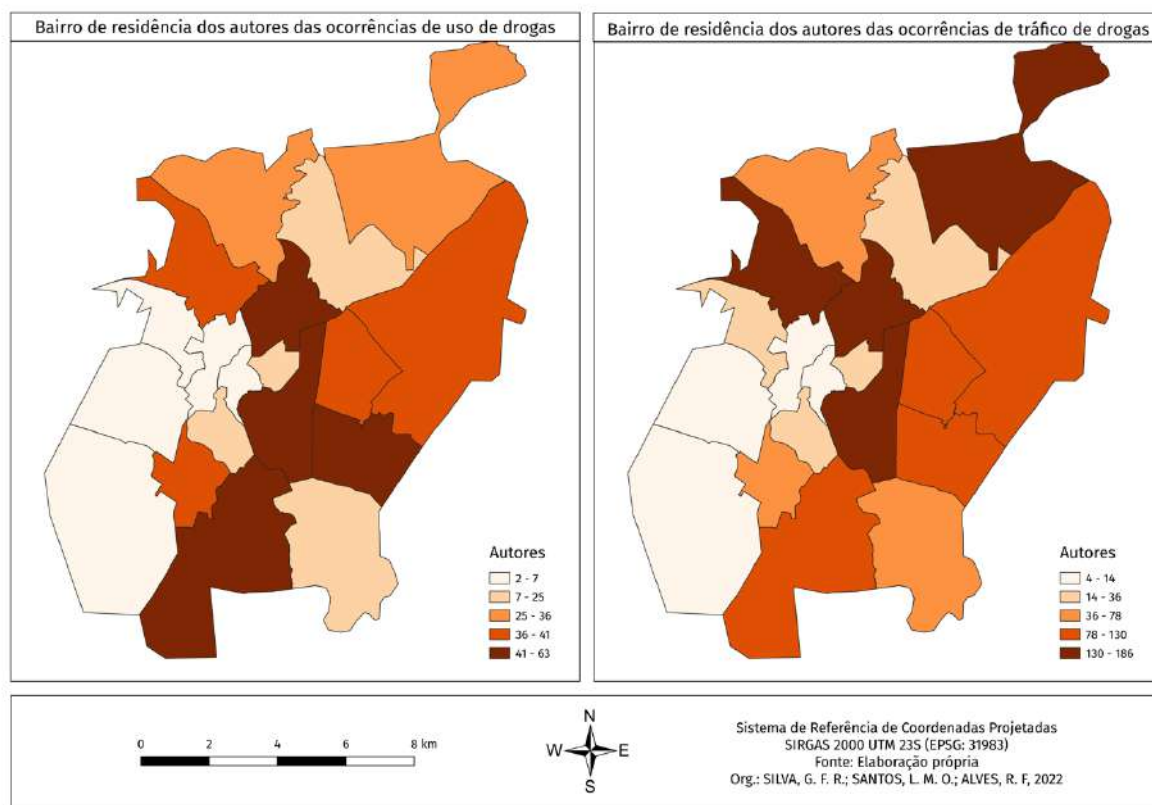 Bairro de residência dos autores das ocorrências de uso de drogas
Bairro de residência dos autores das ocorrências de tráfico de drogas
Autores
2 - 7
7 - 25
25 - 36
36 - 41
41 - 63
Autores
4 - 14
14 - 36
36 - 78
78 - 130
130 - 186
0 2 4 6 8 km
N
W E
S
Sistema de Referência de Coordenadas Projetadas
SIRGAS 2000 UTM 23S (EPSG: 31983)
Fonte: Elaboração própria
Org.: SILVA, G. F. R.; SANTOS, L. M. O.; ALVES, R. F, 2022